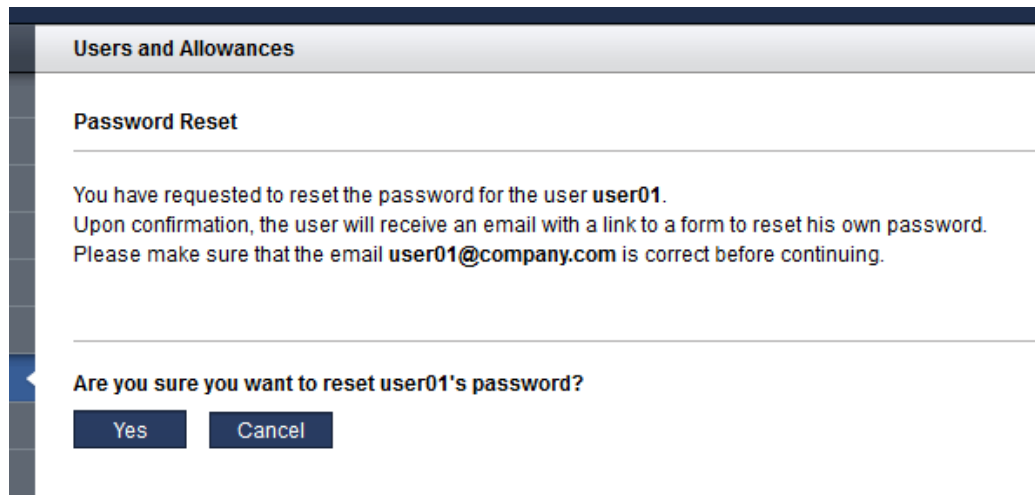 Users and Allowances
Password Reset
You have requested to reset the password for the user user01.
Upon confirmation, the user will receive an email with a link to a form to reset his own password.
Please make sure that the email user01@company.com is correct before continuing.
Are you sure you want to reset user01's password?
Yes Cancel